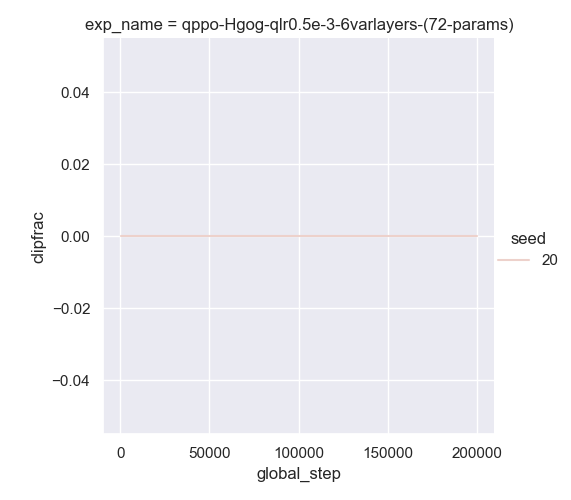 exp_name = qppo-Hgog-qlr0.5e-3-6varlayers-(72-params)
0.04
0.02
0.00
−0.02
−0.04
clipfrac
0 50000 100000 150000 200000
global_step
seed
20